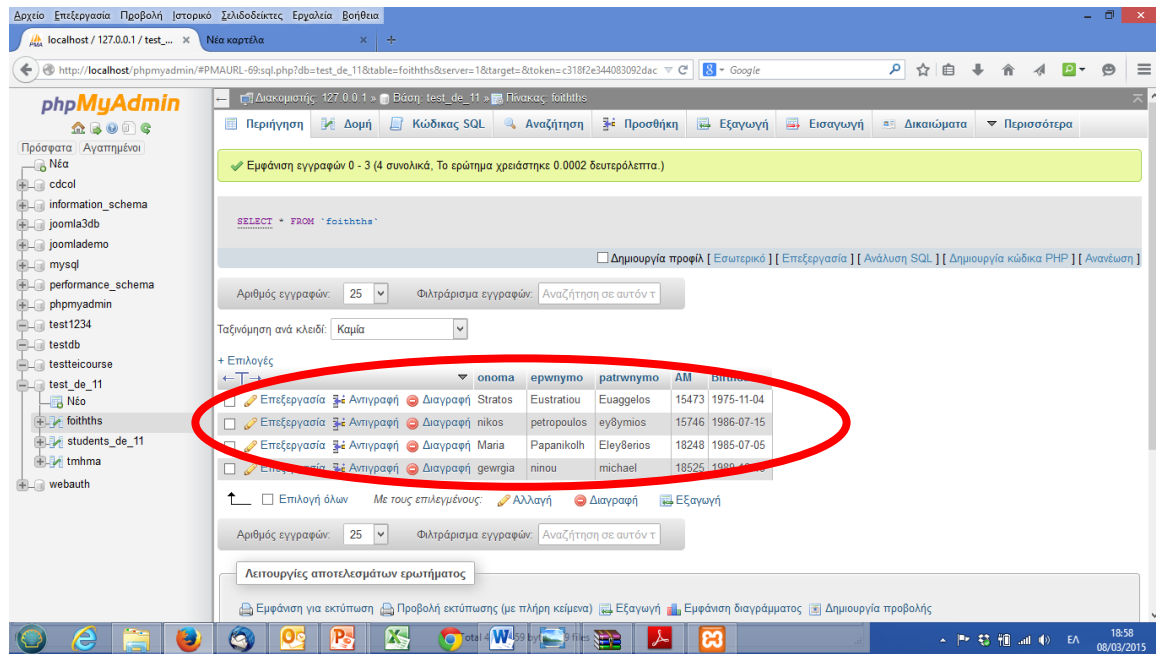 Αρχείο Επεξεργασία Προβολή Ιστορικό Σελιδοδείκτες Εργαλεία Βοήθεια
localhost / 127.0.0.1 / test_... × Νέα καρτέλα × +
http://localhost/phpmyadmin/#PMAURL-69:sql.php?db=test_de_11&table=foithths&server=1&target=&token=c318f2e344083092dac Google
phpMyAdmin
Πρόσφατα Αγαπημένοι
Νέα
cdcol
information_schema
joomla3db
joomlademo
mysql
performance_schema
phpmyadmin
test1234
testdb
testteicourse
test_de_11
Νέο
foithths
students_de_11
tmhma
webauth
Διακομιστής: 127.0.0.1 » Βάση: test_de_11 » Πίνακας: foithths
Περιήγηση Δομή Κώδικας SQL Αναζήτηση Προσθήκη Εξαγωγή Εισαγωγή Δικαιώματα Περισσότερα
Εμφάνιση εγγραφών 0 - 3 (4 συνολικά, Το ερώτημα χρειάστηκε 0.0002 δευτερόλεπτα.)
SELECT * FROM `foithths`
Δημιουργία προφίλ [ Εσωτερικό ] [ Επεξεργασία ] [ Ανάλυση SQL ] [ Δημιουργία κώδικα PHP ] [ Ανανέωση ]
Αριθμός εγγραφών: 25 Φιλτράρισμα εγγραφών: Αναζήτηση σε αυτόν τ
Ταξινόμηση ανά κλειδί: Καμία
+ Επιλογές
←T→ onoma epwnymo patrwnymo AM
Επεξεργασία Αντιγραφή Διαγραφή Stratos Eustratiou Euaggelos 15473 1975-11-04
Επεξεργασία Αντιγραφή Διαγραφή nikos petropoulos ey8ymios 15746 1986-07-15
Επεξεργασία Αντιγραφή Διαγραφή Maria Papanikolh Eley8erios 18248 1985-07-05
Επεξεργασία Αντιγραφή Διαγραφή gewrgia ninou michael 18525
Επιλογή όλων Με τους επιλεγμένους: Αλλαγή Διαγραφή Εξαγωγή
Αριθμός εγγραφών: 25 Φιλτράρισμα εγγραφών: Αναζήτηση σε αυτόν τ
Λειτουργίες αποτελεσμάτων ερωτήματος
Εμφάνιση για εκτύπωση Προβολή εκτύπωσης (με πλήρη κείμενα) Εξαγωγή Εμφάνιση διαγράμματος Δημιουργία προβολής
ΕΛ 18:58
08/03/2015